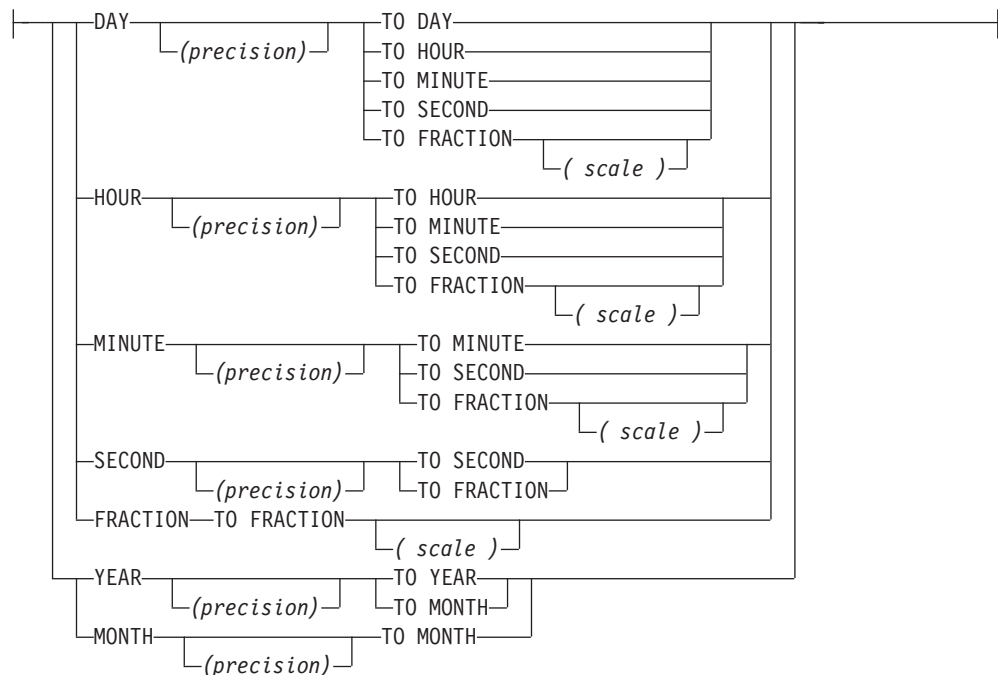 DAY TO DAY
(precision) TO HOUR
TO MINUTE
TO SECOND
TO FRACTION
( scale )
HOUR TO HOUR
(precision) TO MINUTE
TO SECOND
TO FRACTION
( scale )
MINUTE TO MINUTE
(precision) TO SECOND
TO FRACTION
( scale )
SECOND TO SECOND
(precision) TO FRACTION
FRACTION TO FRACTION
( scale )
YEAR TO YEAR
(precision) TO MONTH
MONTH TO MONTH
(precision)